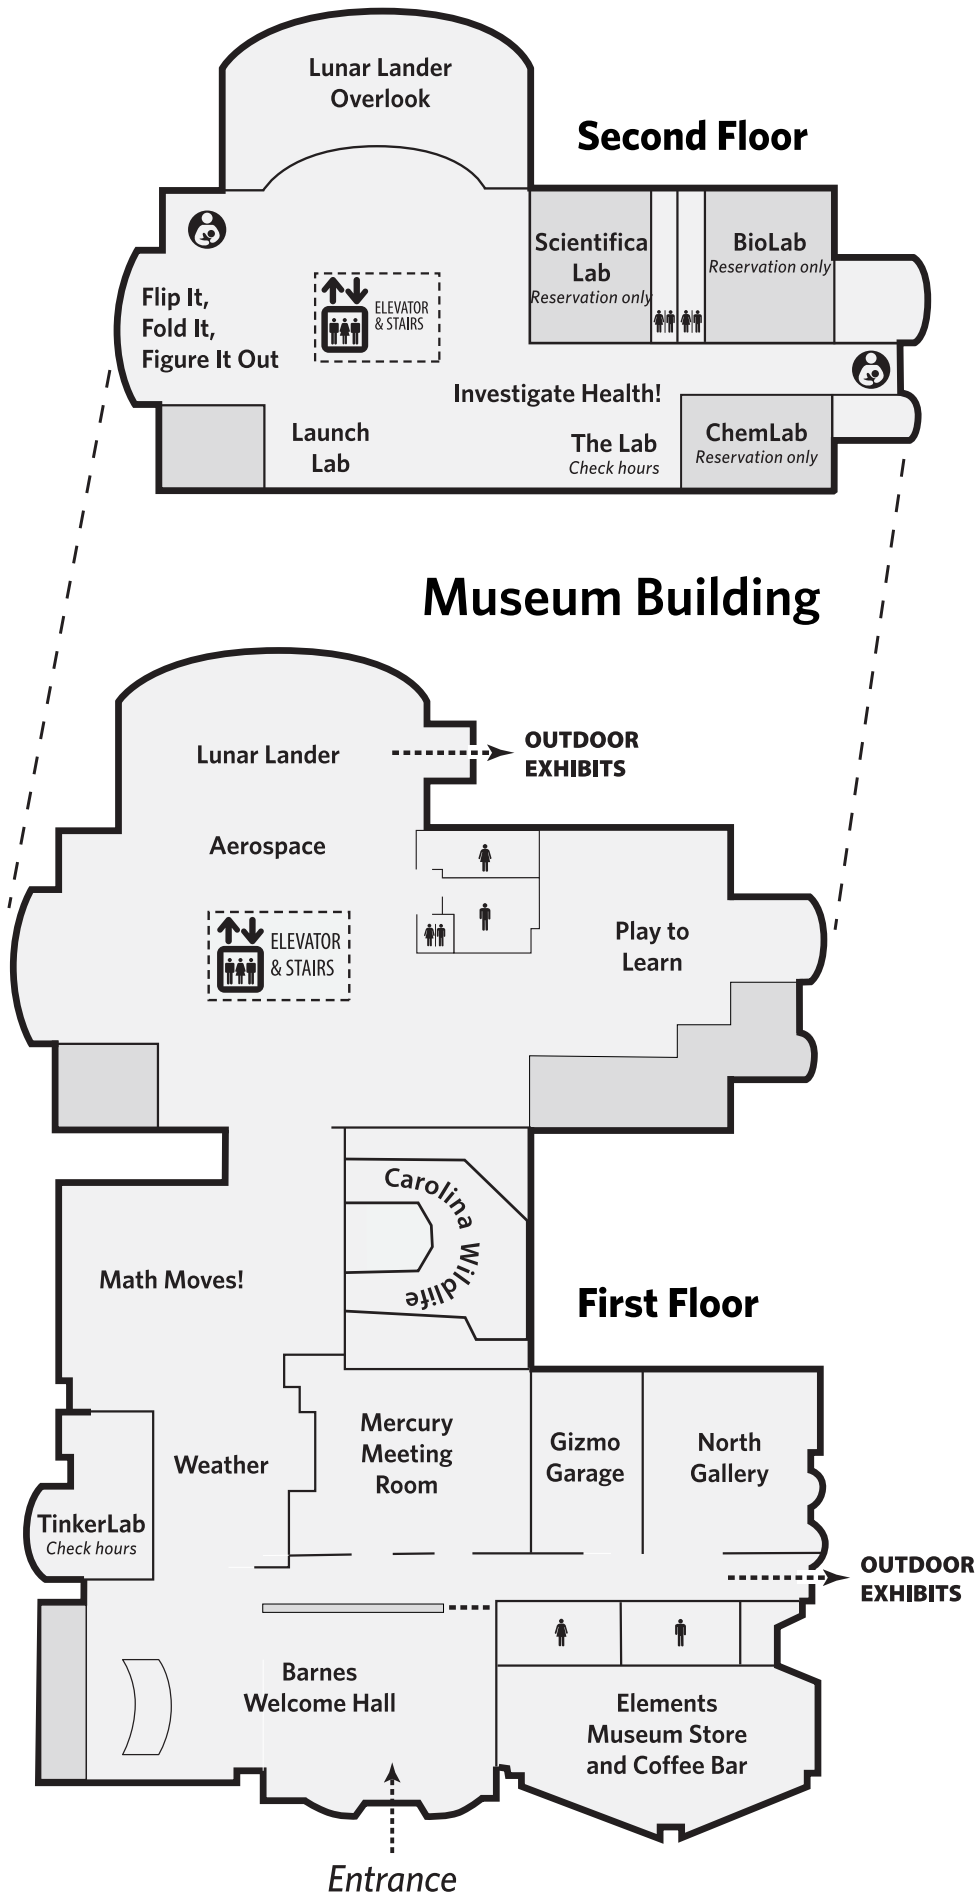 Lunar Lander
Overlook
Second Floor
Scientifica
Lab
Reservation only
BioLab
Reservation only
Flip It,
Fold It,
Figure It Out
ELEVATOR
& STAIRS
Investigate Health!
Launch
Lab
The Lab
Check hours
ChemLab
Reservation only
Museum Building
Lunar Lander
OUTDOOR
EXHIBITS
Aerospace
ELEVATOR
& STAIRS
Play to
Learn
Carolina Wildlife
Math Moves!
First Floor
Mercury
Meeting
Room
Gizmo
Garage
North
Gallery
Weather
TinkerLab
Check hours
OUTDOOR
EXHIBITS
Barnes
Welcome Hall
Elements
Museum Store
and Coffee Bar
Entrance